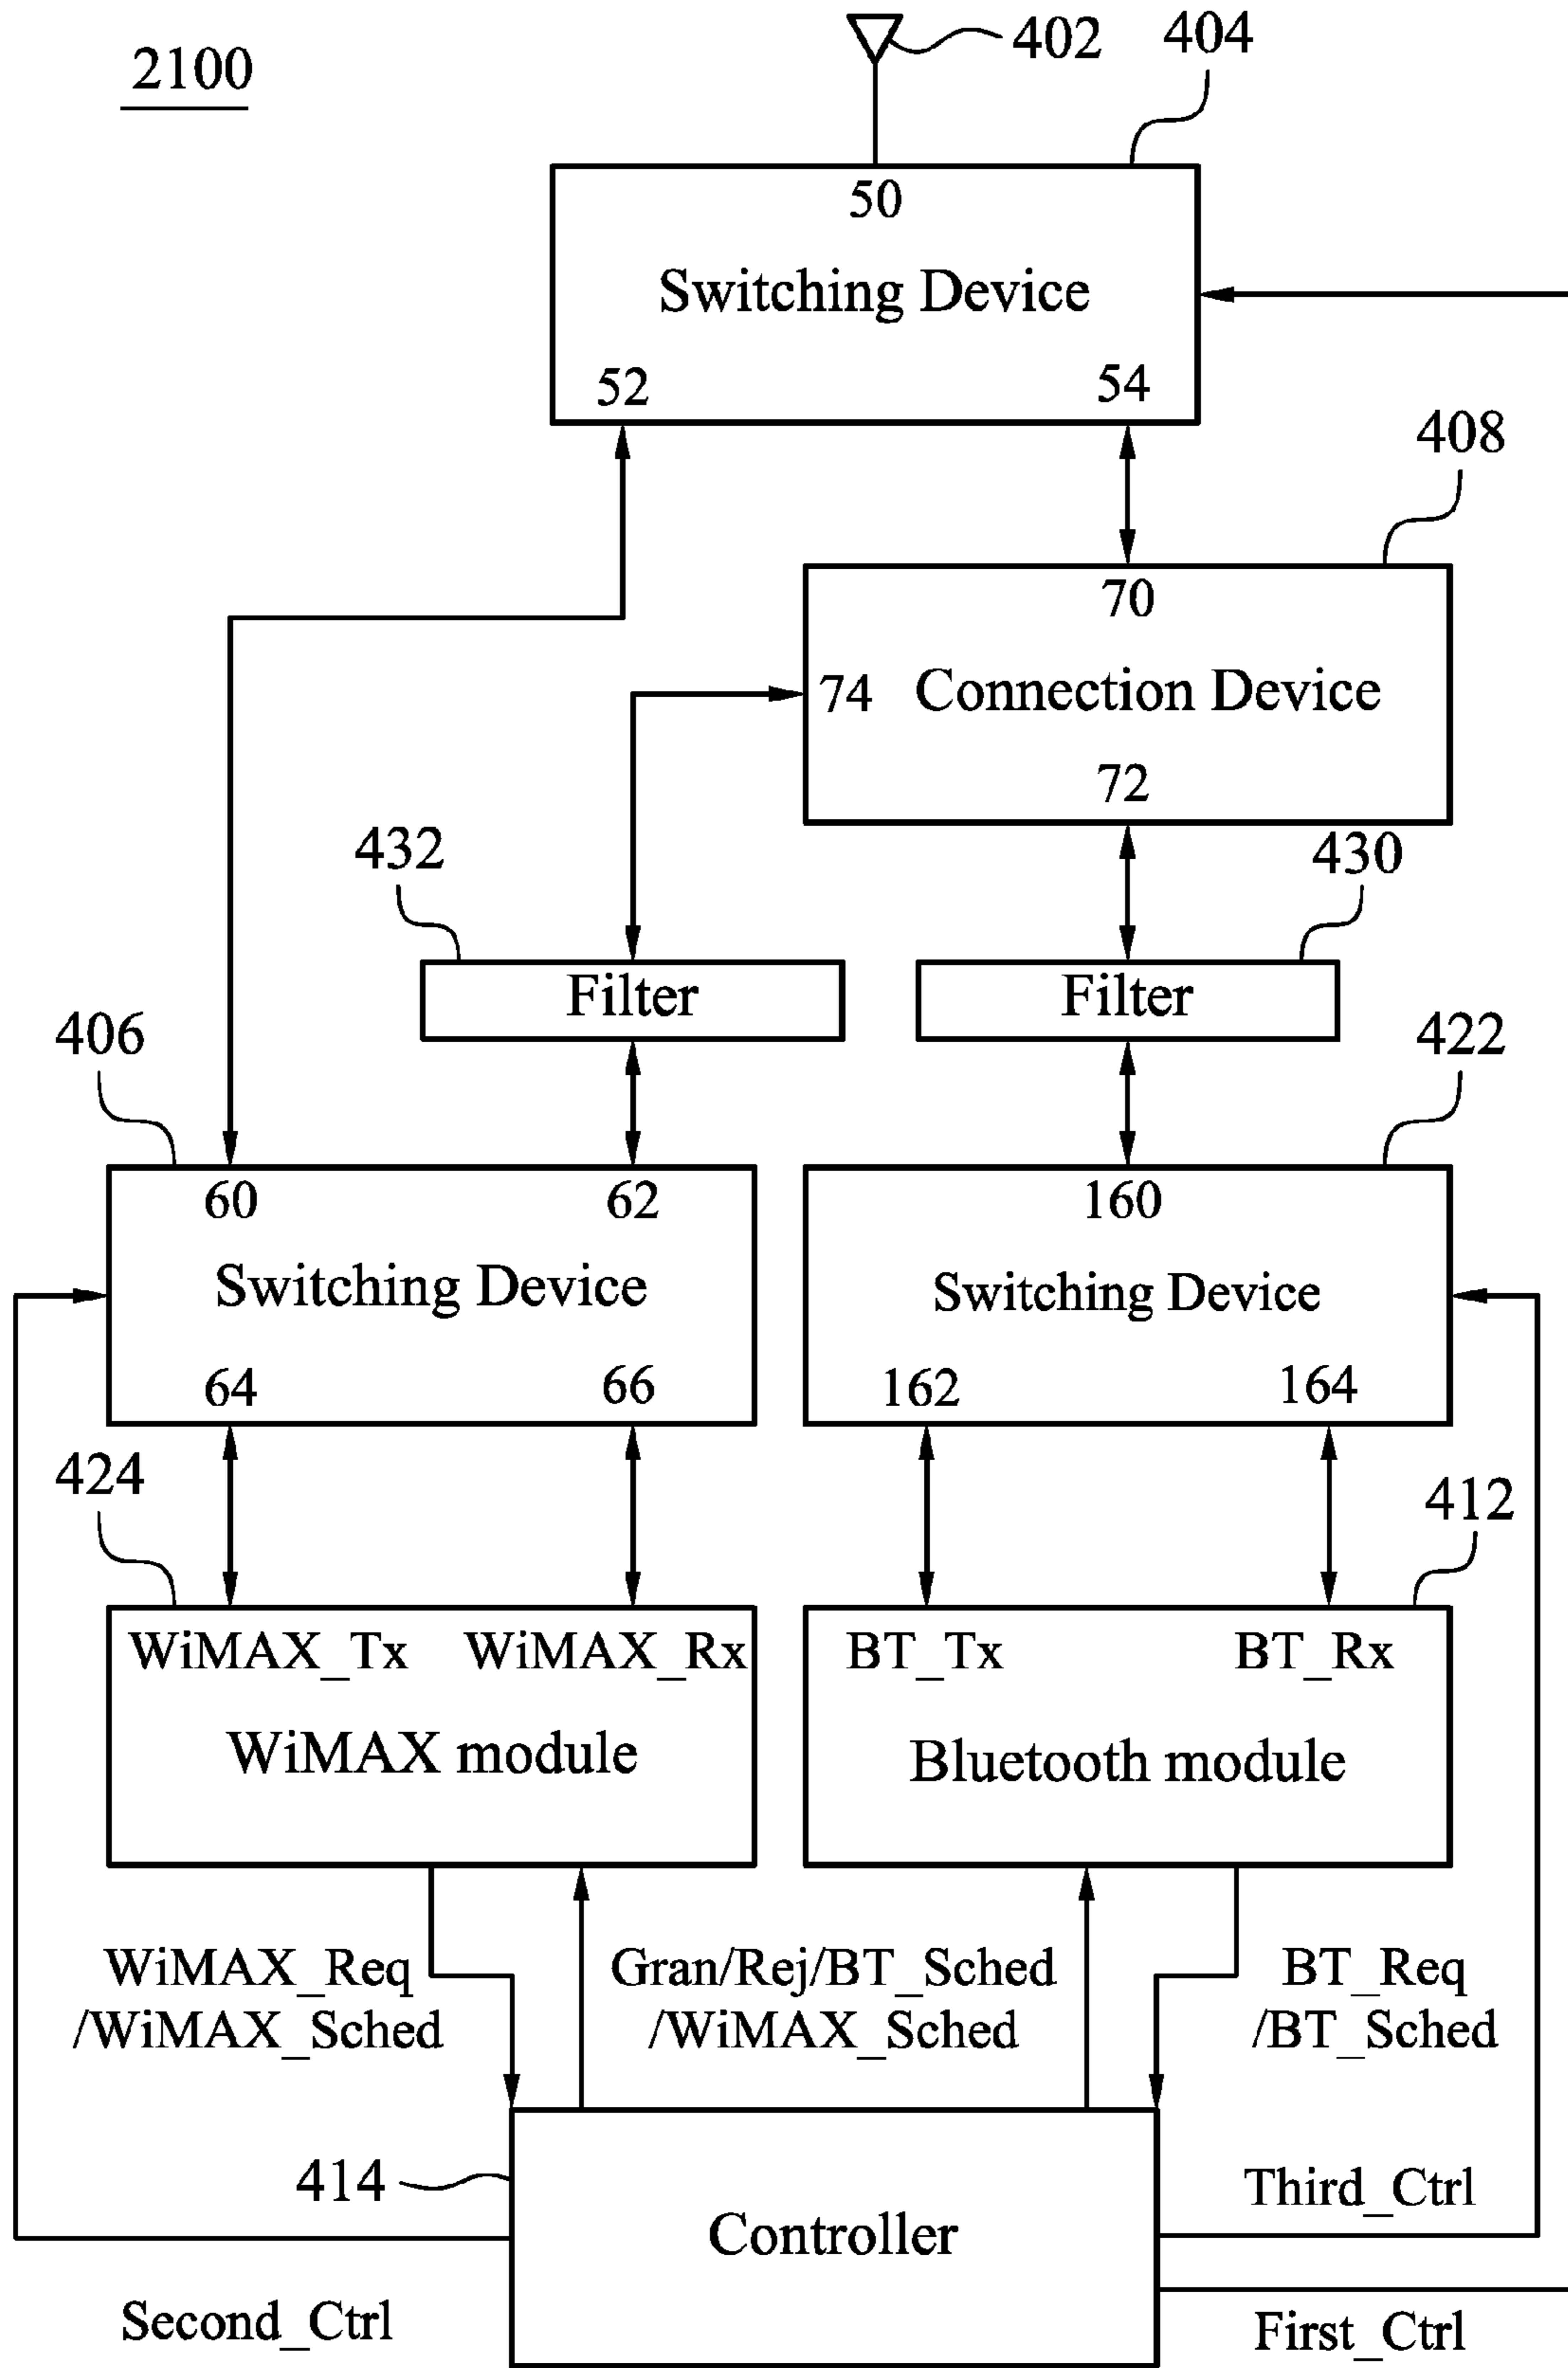 2100
402
404
50
Switching Device
52
54
408
70
74
Connection Device
72
432
430
Filter
Filter
406
422
60
62
160
Switching Device
Switching Device
64
66
162
164
424
412
WiMAX_Tx
WiMAX_Rx
BT_Tx
BT_Rx
WiMAX module
Bluetooth module
WiMAX_Req
/WiMAX_Sched
Gran/Rej/BT_Sched
/WiMAX_Sched
BT_Req
/BT_Sched
414
Controller
Third_Ctrl
Second_Ctrl
First_Ctrl